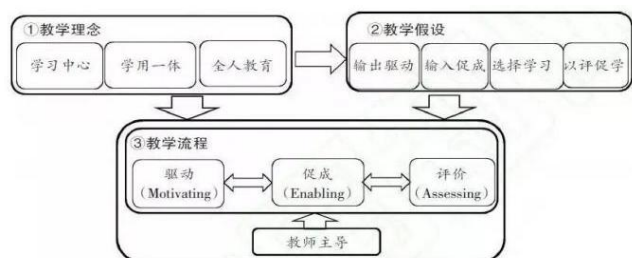 ①教学理念
学习中心
学用一体
全人教育
②教学假设
输出驱动
输入促成
选择学习
以评促学
③教学流程
驱动
(Motivating)
促成
(Enabling)
评价
(Assessing)
教师主导